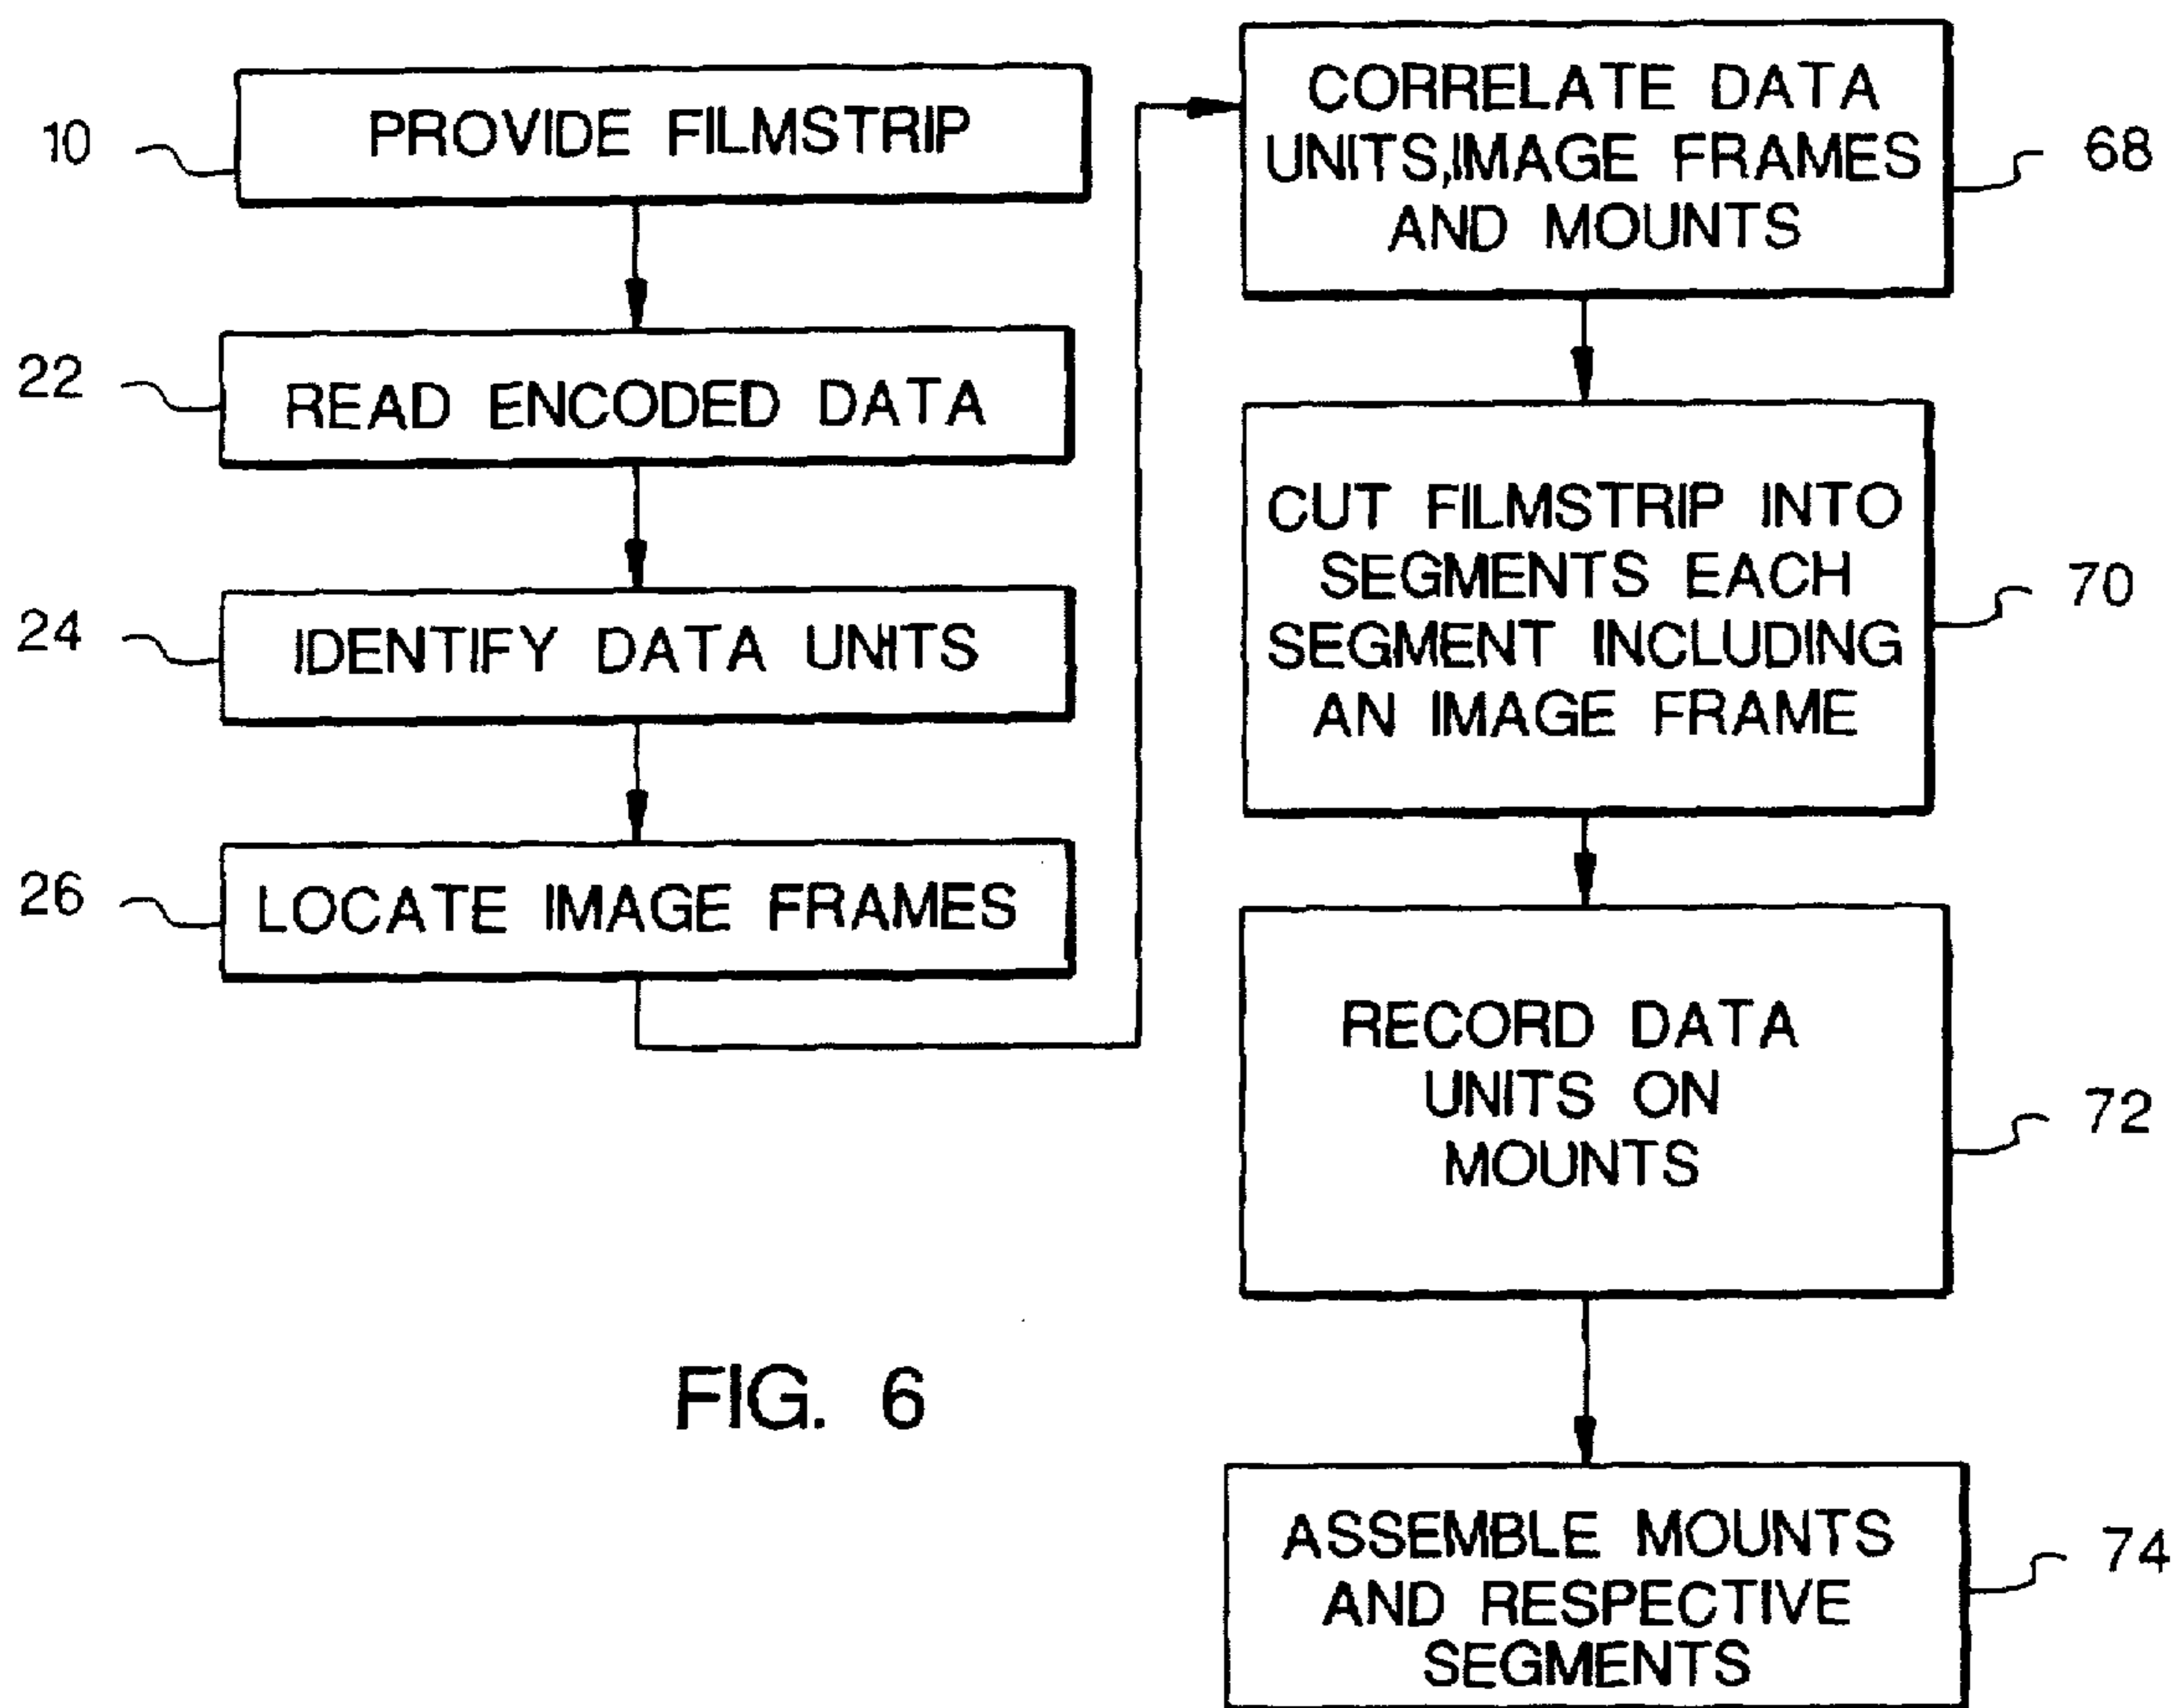 10
PROVIDE FILMSTRIP
22
READ ENCODED DATA
24
IDENTIFY DATA UNITS
26
LOCATE IMAGE FRAMES
CORRELATE DATA
UNITS,IMAGE FRAMES
AND MOUNTS
68
CUT FILMSTRIP INTO
SEGMENTS EACH
SEGMENT INCLUDING
AN IMAGE FRAME
70
RECORD DATA
UNITS ON
MOUNTS
72
ASSEMBLE MOUNTS
AND RESPECTIVE
SEGMENTS
74
FIG. 6